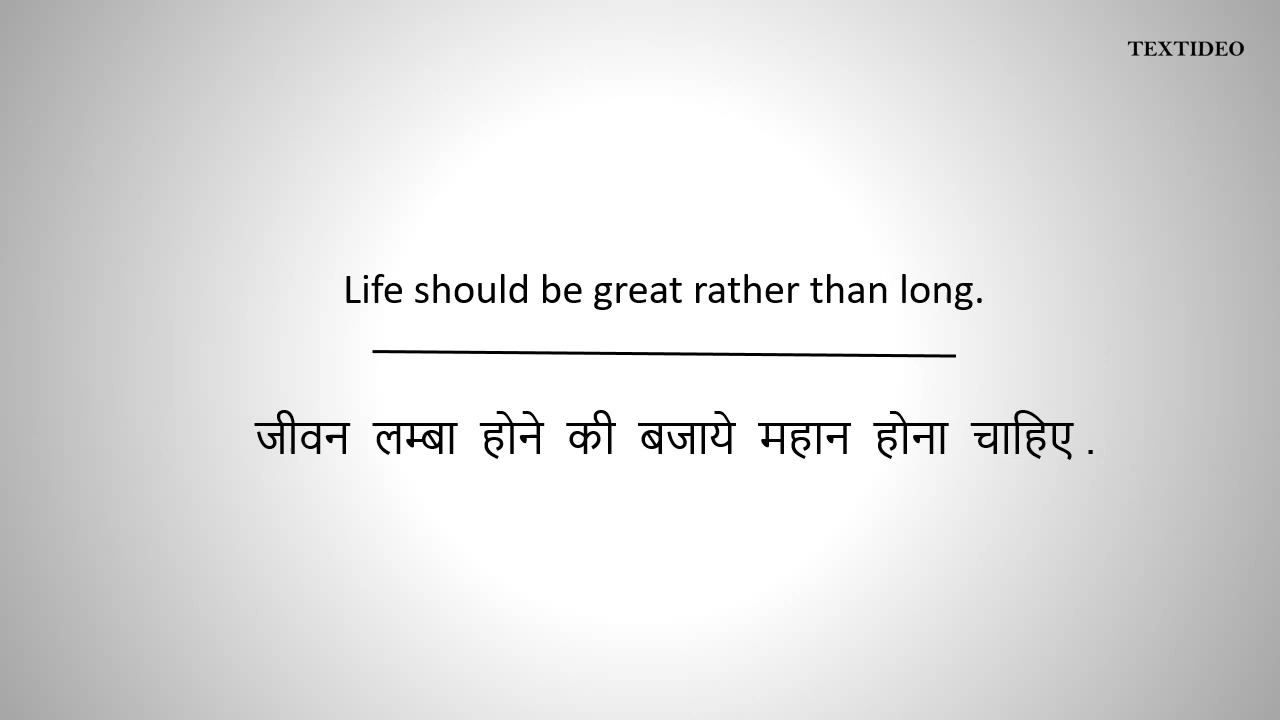 TEXTIDEO
Life should be great rather than long.
जीवन लम्बा होने की बजाये महान होना चाहिए .